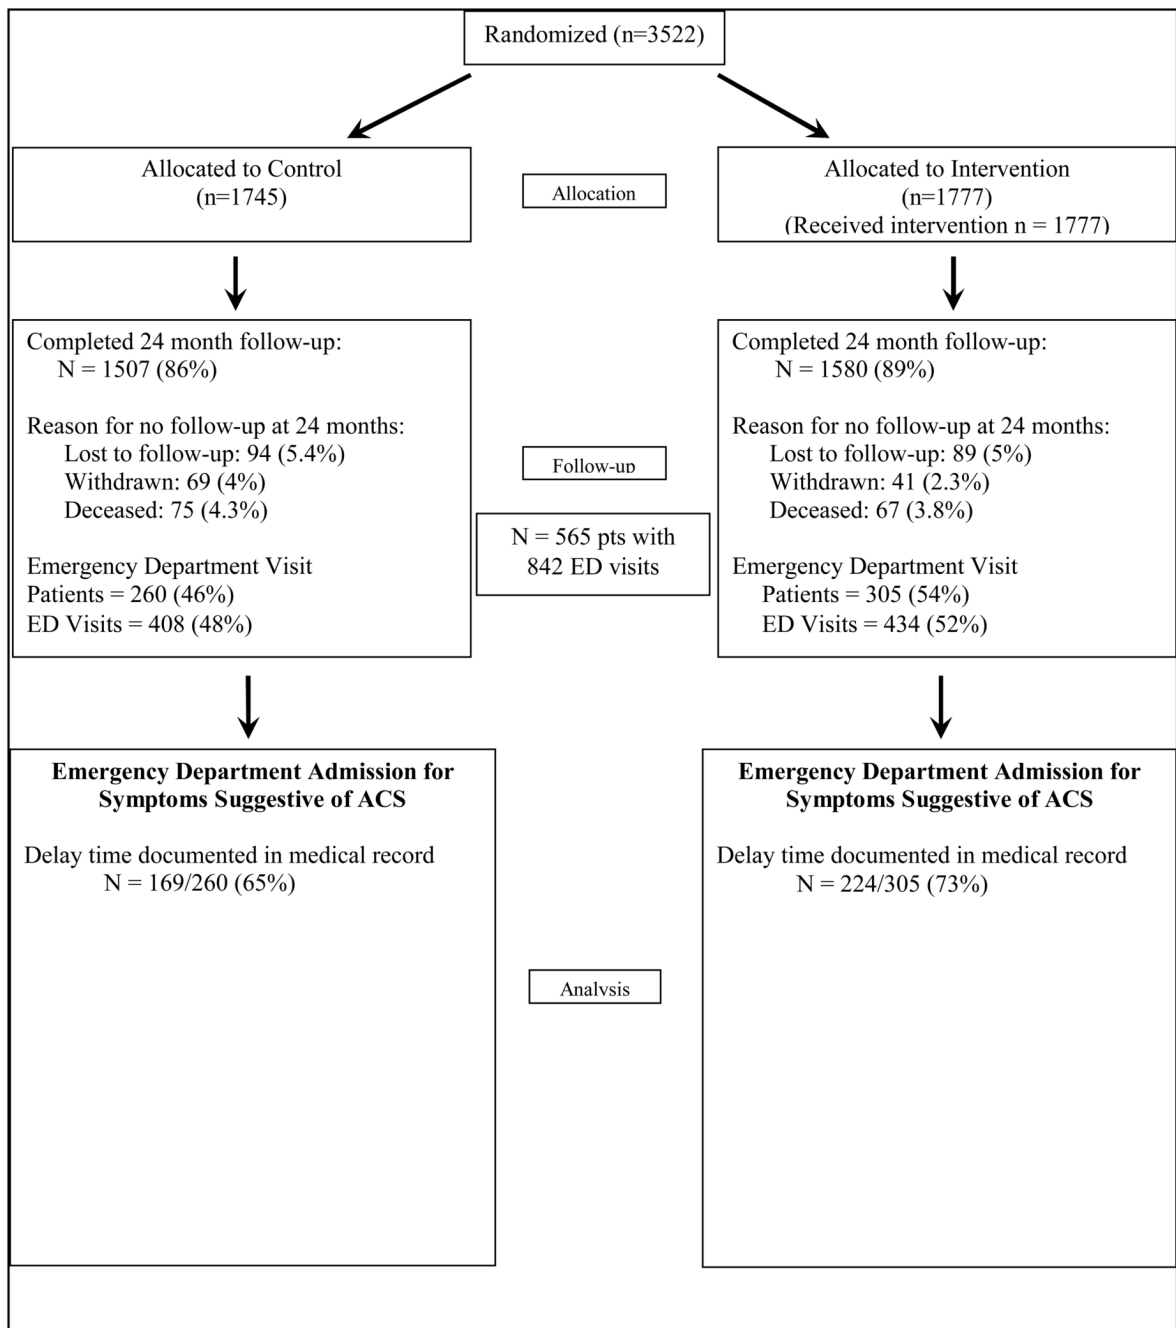 Randomized (n=3522)
Allocated to Control
(n=1745)
Allocation
Allocated to Intervention
(n=1777)
(Received intervention n = 1777)
Completed 24 month follow-up:
N = 1507 (86%)
Reason for no follow-up at 24 months:
Lost to follow-up: 94 (5.4%)
Withdrawn: 69 (4%)
Deceased: 75 (4.3%)
Emergency Department Visit
Patients = 260 (46%)
ED Visits = 408 (48%)
Follow-up
N = 565 pts with
842 ED visits
Completed 24 month follow-up:
N = 1580 (89%)
Reason for no follow-up at 24 months:
Lost to follow-up: 89 (5%)
Withdrawn: 41 (2.3%)
Deceased: 67 (3.8%)
Emergency Department Visit
Patients = 305 (54%)
ED Visits = 434 (52%)
Emergency Department Admission for
Symptoms Suggestive of ACS
Delay time documented in medical record
N = 169/260 (65%)
Analysis
Emergency Department Admission for
Symptoms Suggestive of ACS
Delay time documented in medical record
N = 224/305 (73%)